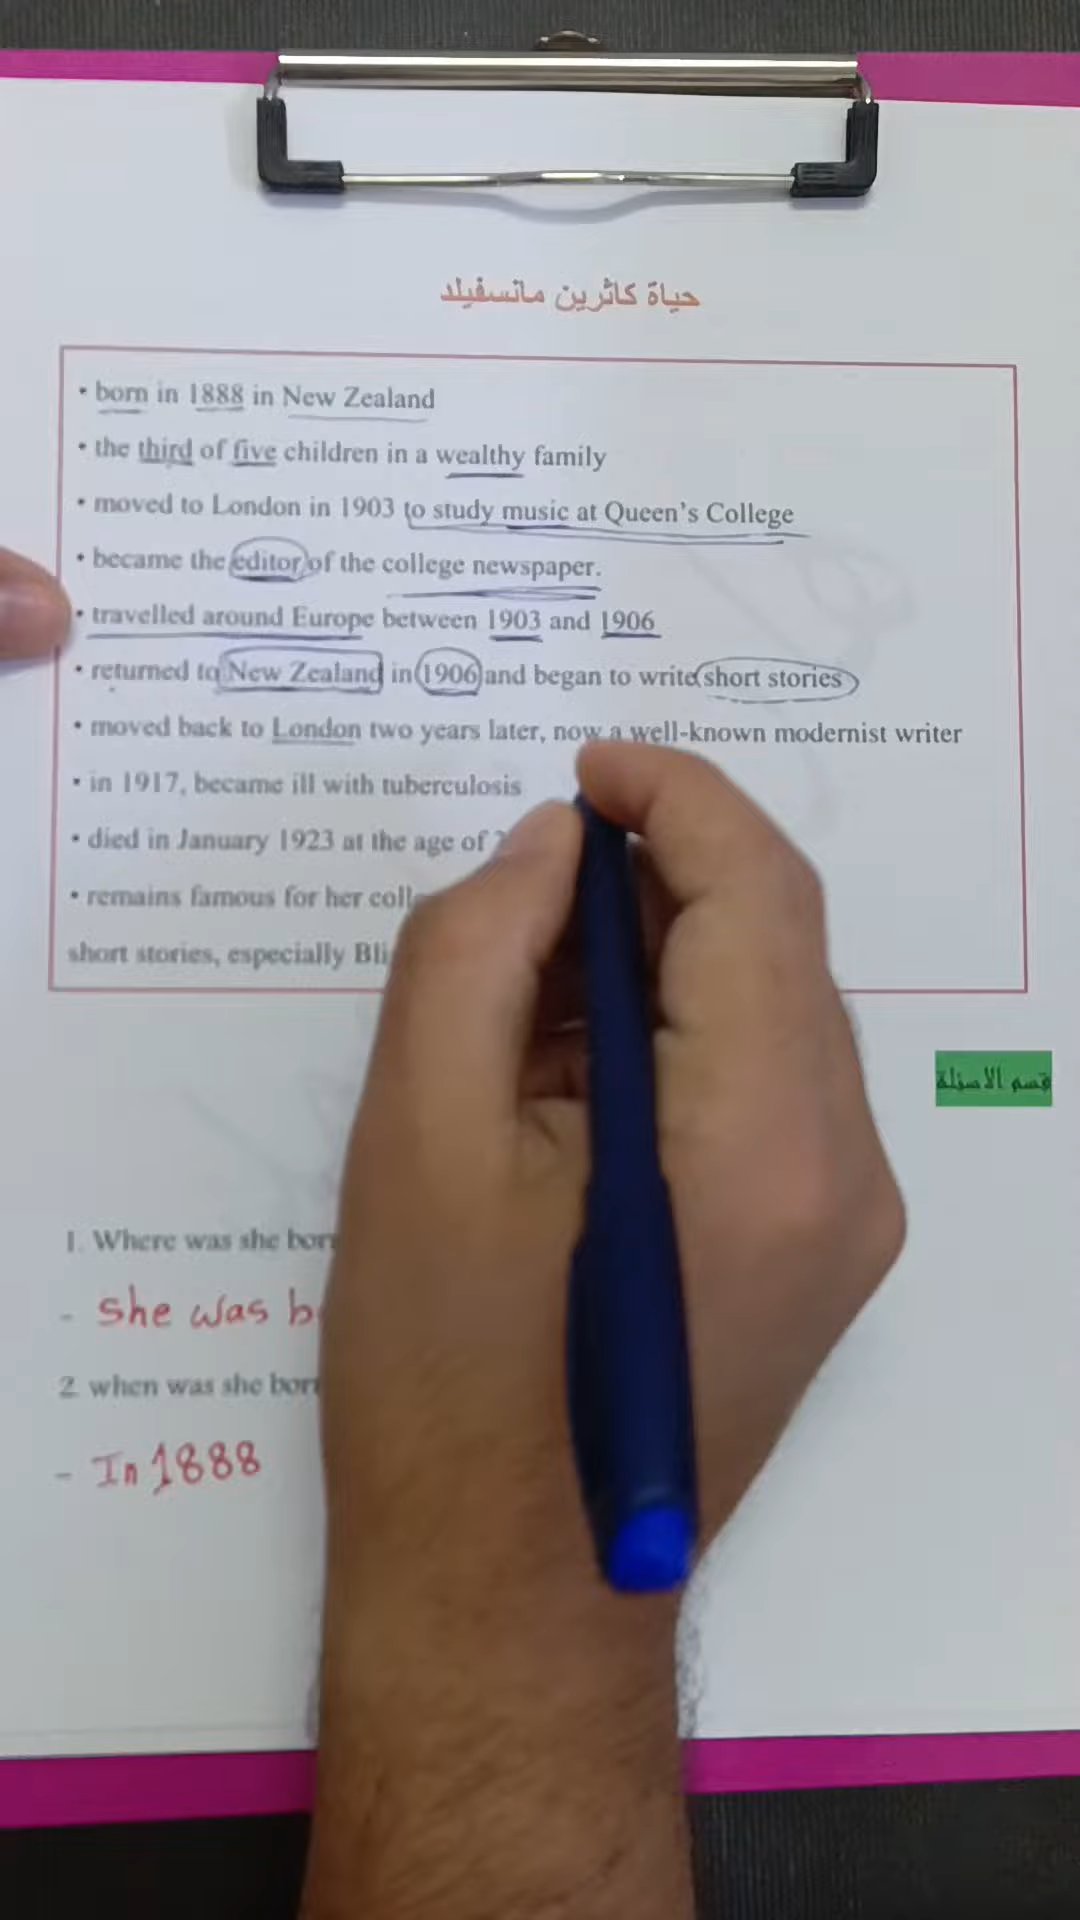 حياة كاثرين مانسفيلد
• born in 1888 in New Zealand
• the third of five children in a wealthy family
• moved to London in 1903 to study music at Queen's College
• became the editor of the college newspaper.
• travelled around Europe between 1903 and 1906
• returned to New Zealand in 1906 and began to write short stories
• moved back to London two years later, now a well-known modernist writer
• in 1917, became ill with tuberculosis
• died in January 1923 at the age of
• remains famous for her
short stories, especially
قسم الاسئلة
1. Where was she
- She was
2. when was she
- In 1888